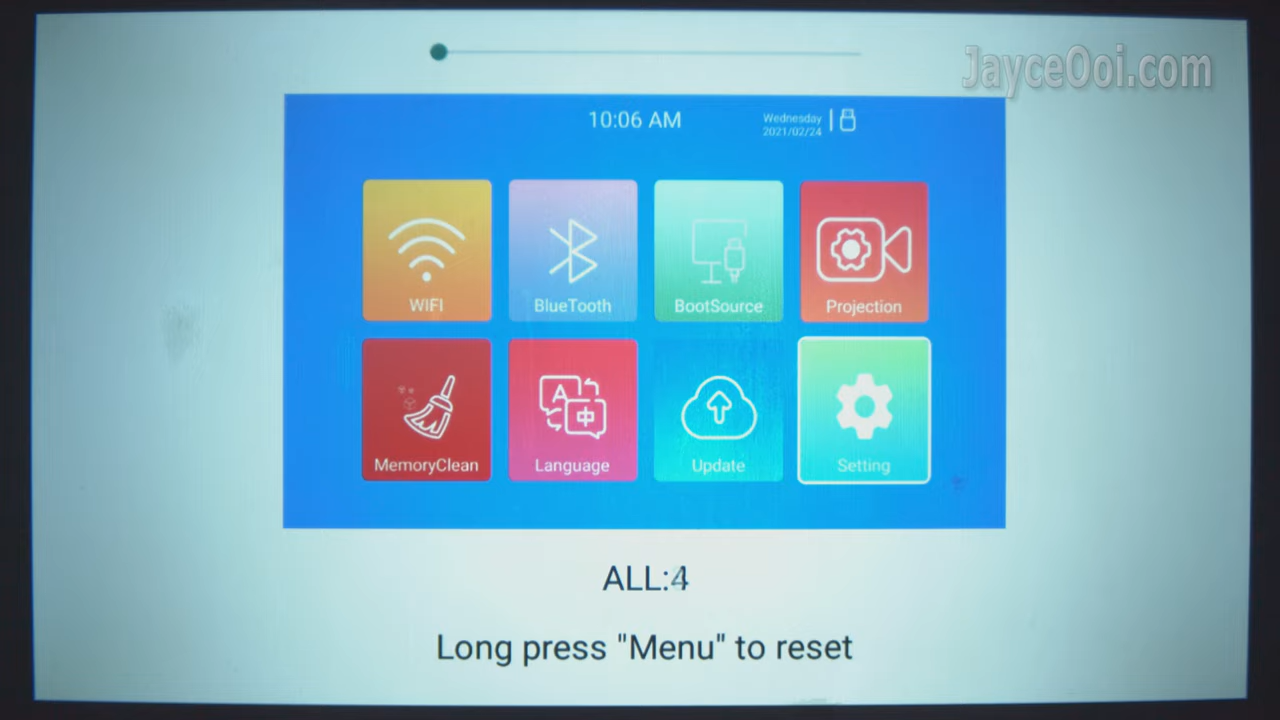 JayceOoi.com
10:06 AM
Wednesday
2021/02/24
WIFI
BlueTooth
BootSource
Projection
MemoryClean
A
中
Language
Update
Setting
ALL:4
Long press "Menu" to reset